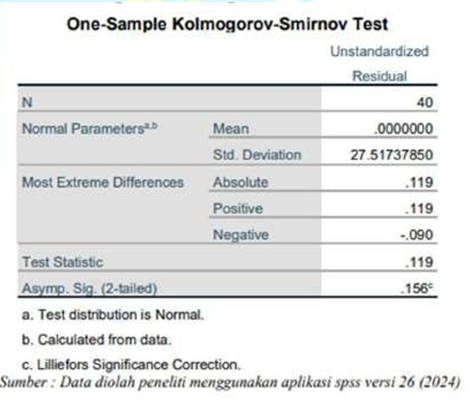 One-Sample Kolmogorov-Smirnov Test
Unstandardized
Residual
N 40
Normal Parametersa,b Mean .0000000
Std. Deviation 27.51737850
Most Extreme Differences Absolute .119
Positive .119
Negative -.090
Test Statistic .119
Asymp. Sig. (2-tailed) .156c
a. Test distribution is Normal.
b. Calculated from data.
c. Lilliefors Significance Correction.
Sumber : Data diolah peneliti menggunakan aplikasi spss versi 26 (2024)